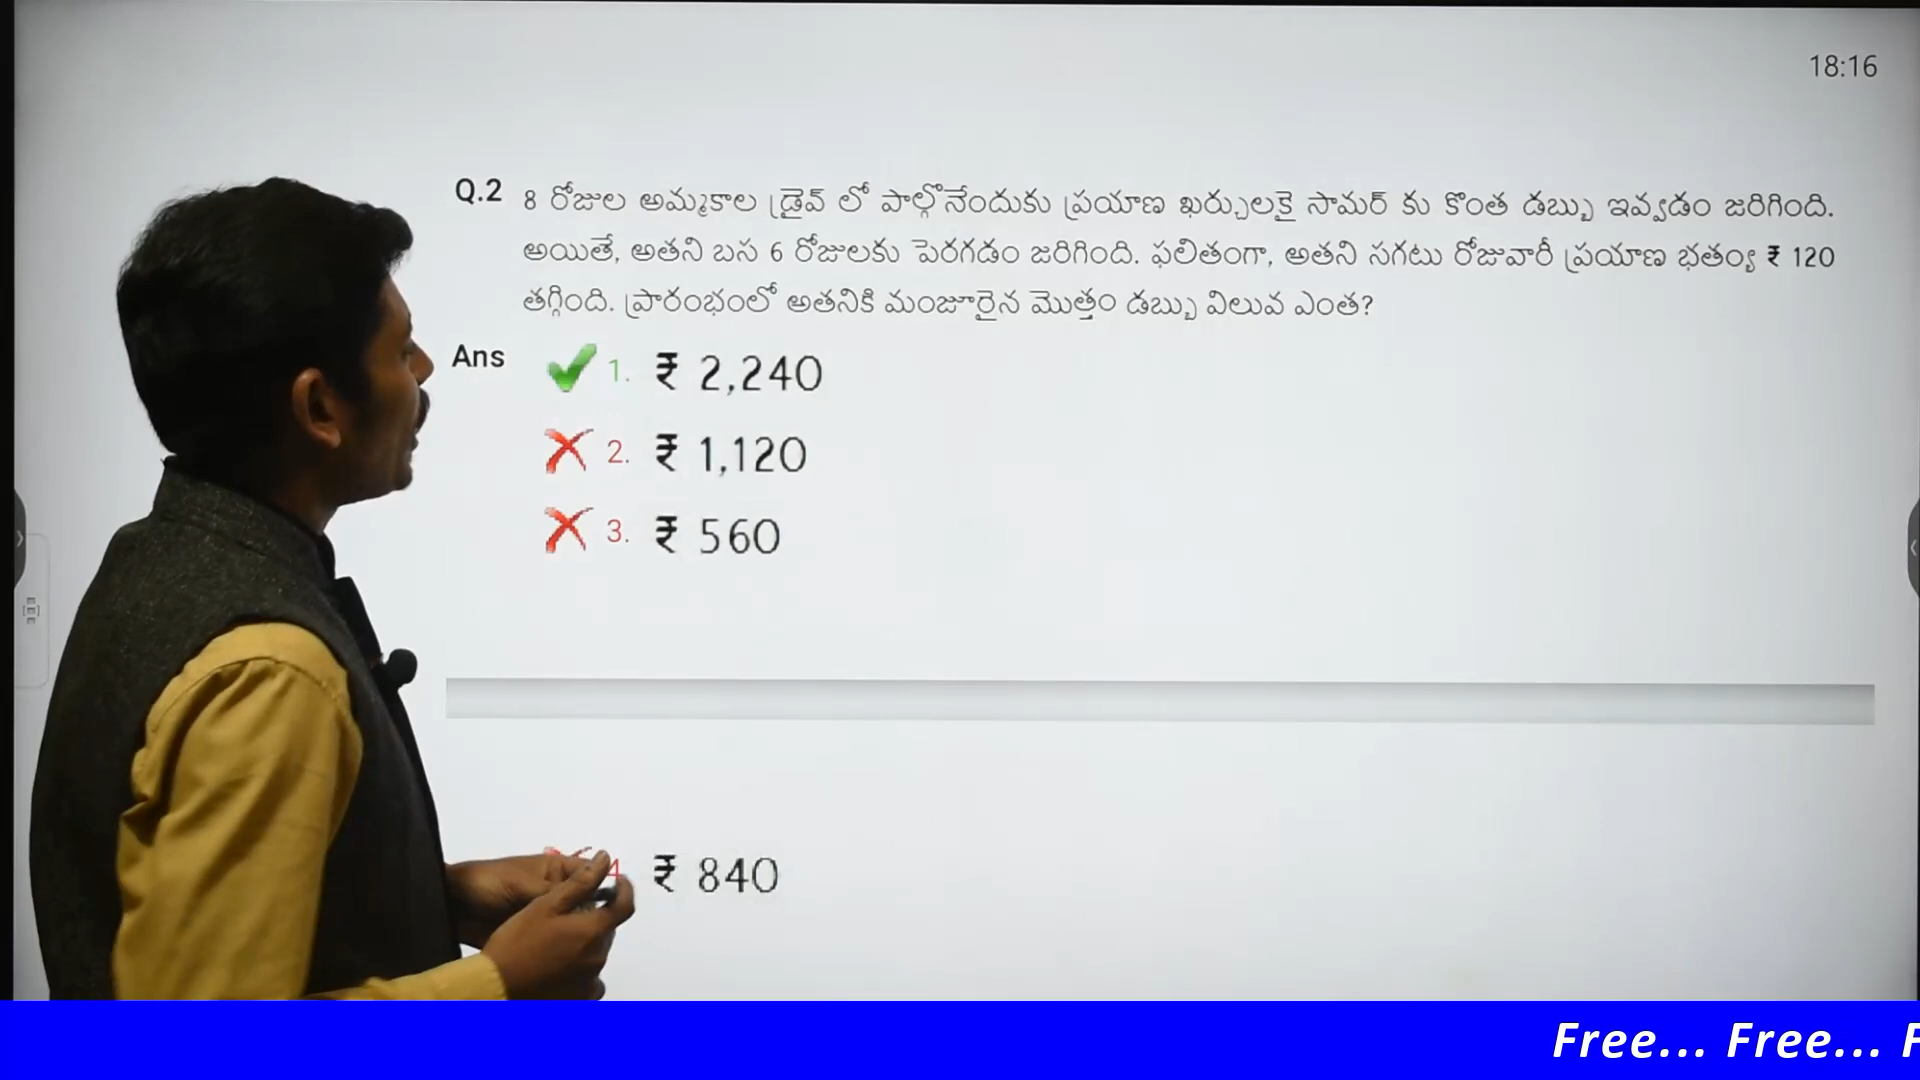 18:16
Q.2 8 రోజుల అమ్మకాల డ్రైవ్ లో పాల్గొనేందుకు ప్రయాణ ఖర్చులకై సామర్ కు కొంత డబ్బు ఇవ్వడం జరిగింది.
అయితే, అతని బస 6 రోజులకు పెరగడం జరిగింది. ఫలితంగా, అతని సగటు రోజువారీ ప్రయాణ భత్యం ₹ 120
తగ్గింది. ప్రారంభంలో అతనికి మంజూరైన మొత్తం డబ్బు విలువ ఎంత?
Ans 1. ₹ 2,240
2. ₹ 1,120
3. ₹ 560
4 ₹ 840
Free... Free... F